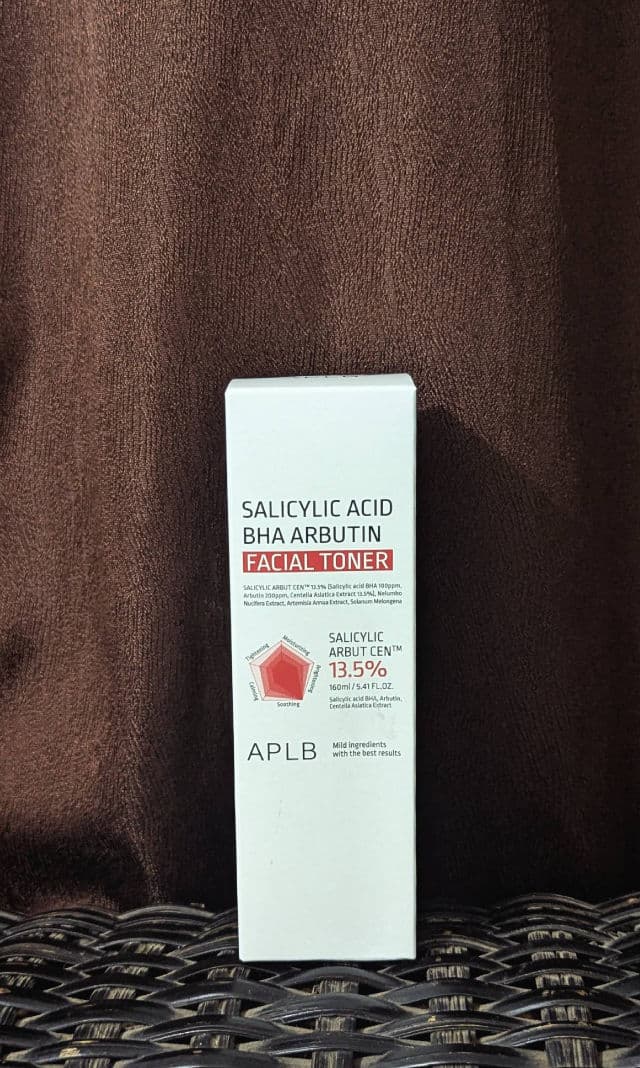 SALICYLIC ACID
BHA ARBUTIN
FACIAL TONER
SALICYLIC ARBUT CEN™ 13.5% (Salicylic acid BHA 100ppm,
Arbutin 200ppm, Centella Asiatica Extract 13.5%), Nelumbo
Nucifera Extract, Artemisia Annua Extract, Solanum Melongena
Moisturizing
Tightening
Brightening
Calming
Soothing
SALICYLIC
ARBUT CEN™
13.5%
160ml / 5.41 FL.OZ.
Salicylic acid BHA, Arbutin,
Centella Asiatica Extract
APLB
Mild ingredients
with the best results